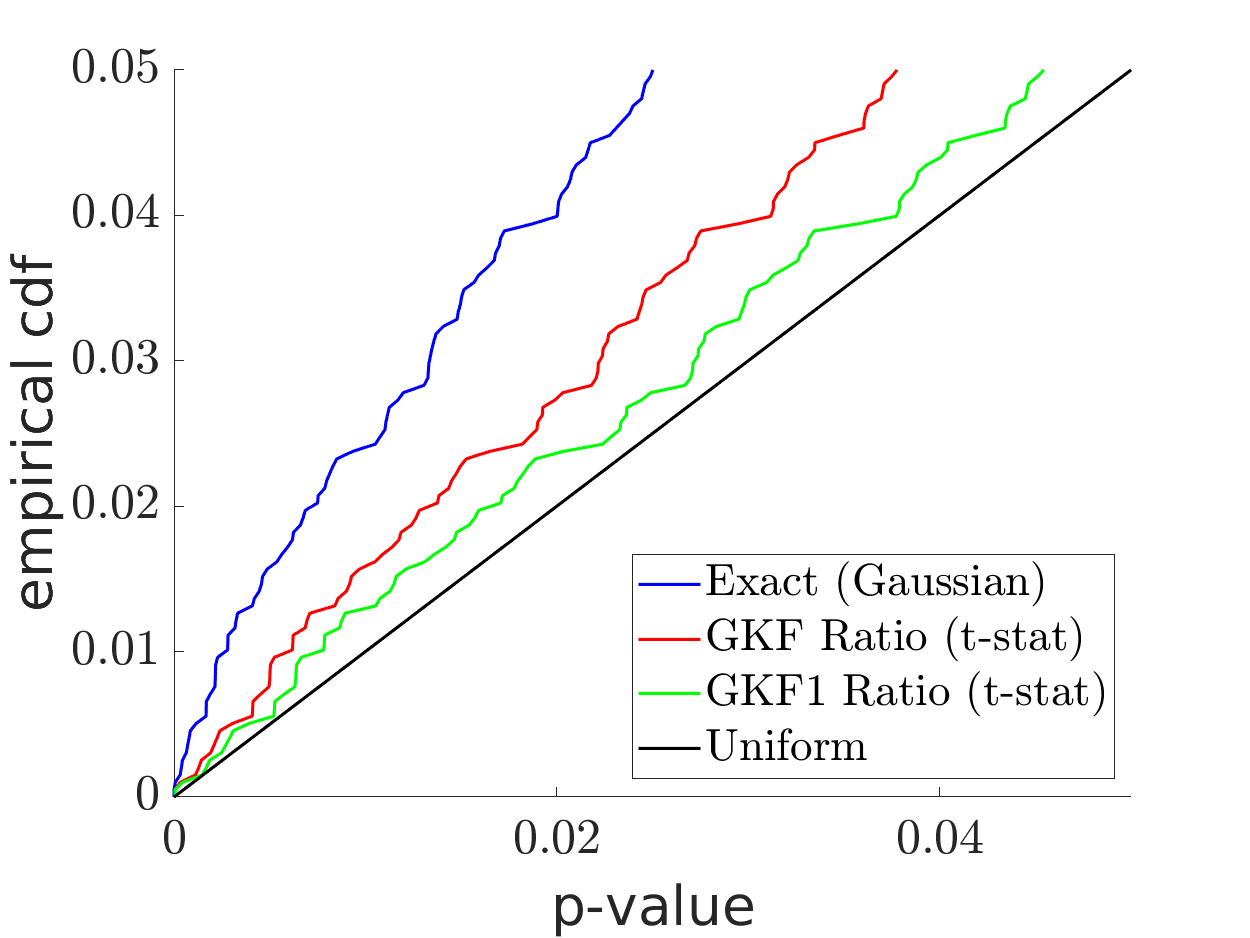 0.05
0.04
0.03
0.02
0.01
0
empirical cdf
Exact (Gaussian)
GKF Ratio (t-stat)
GKF1 Ratio (t-stat)
Uniform
0 0.02 0.04
p-value